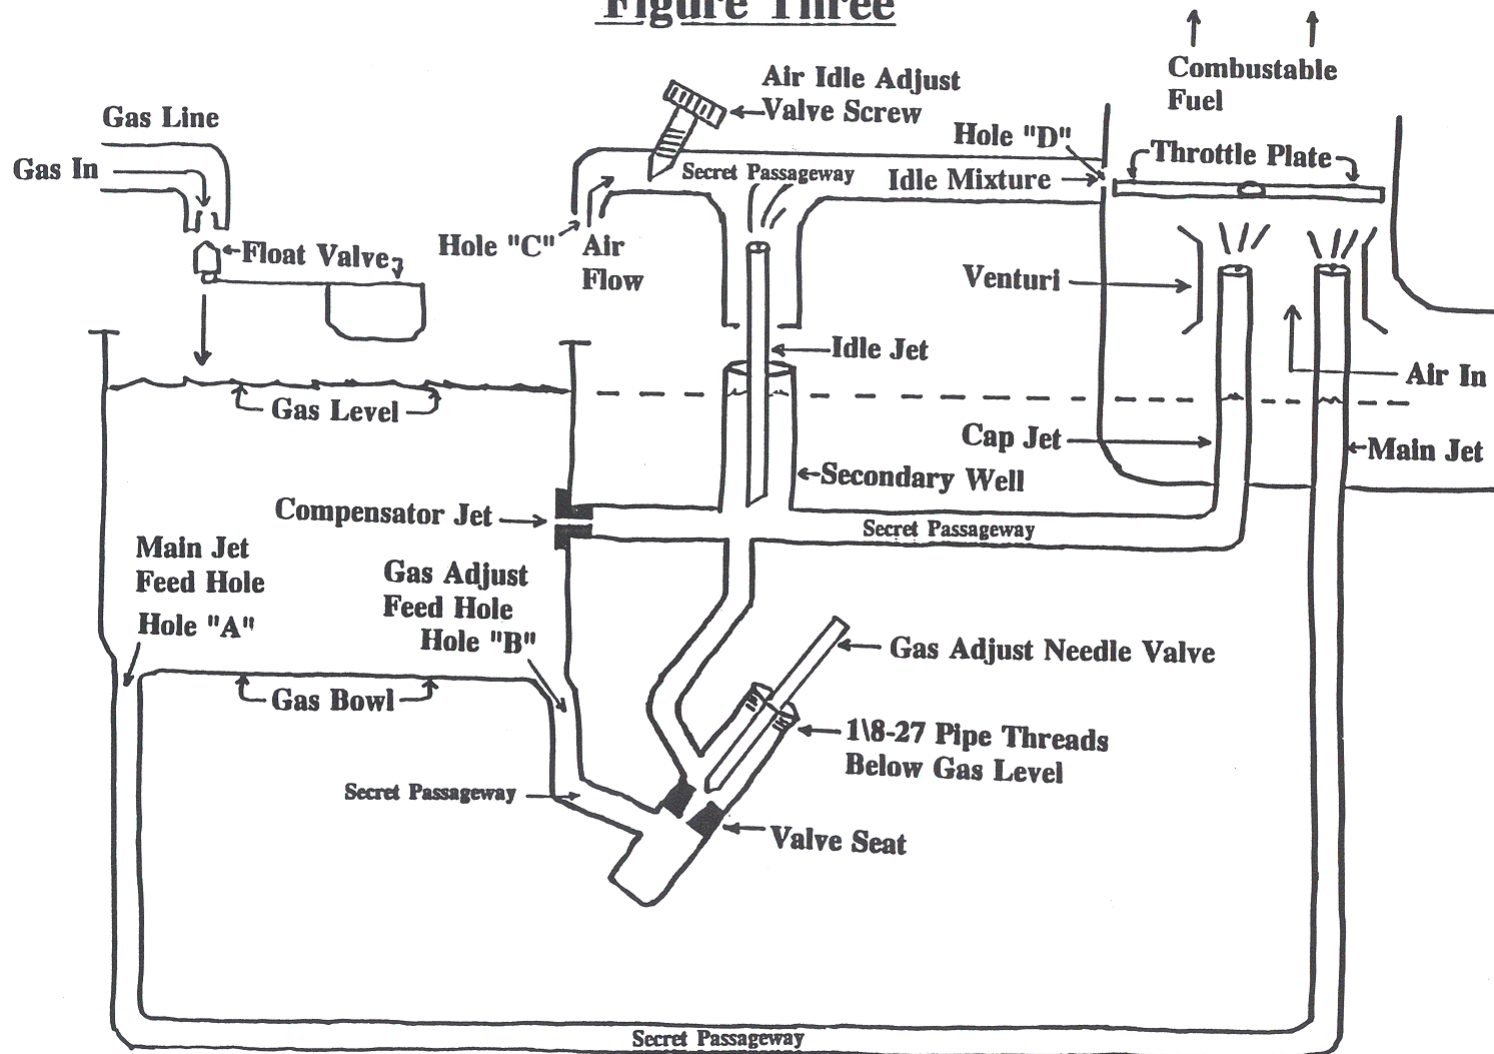 Figure Three
Combustable
Fuel
Air Idle Adjust
Valve Screw
Gas Line
Gas In
Hole "D"
Throttle Plate
Secret Passageway
Idle Mixture
Float Valve
Hole "C"
Air
Flow
Venturi
Idle Jet
Air In
Gas Level
Cap Jet
Main Jet
Secondary Well
Compensator Jet
Secret Passageway
Main Jet
Feed Hole
Hole "A"
Gas Adjust
Feed Hole
Hole "B"
Gas Adjust Needle Valve
Gas Bowl
1\8-27 Pipe Threads
Below Gas Level
Secret Passageway
Valve Seat
Secret Passageway